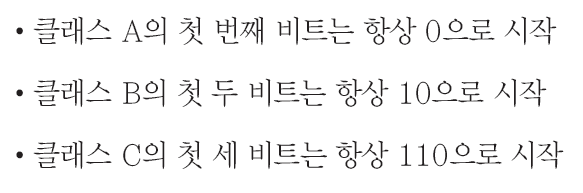 • 클래스 A의 첫 번째 비트는 항상 0으로 시작
• 클래스 B의 첫 두 비트는 항상 10으로 시작
• 클래스 C의 첫 세 비트는 항상 110으로 시작